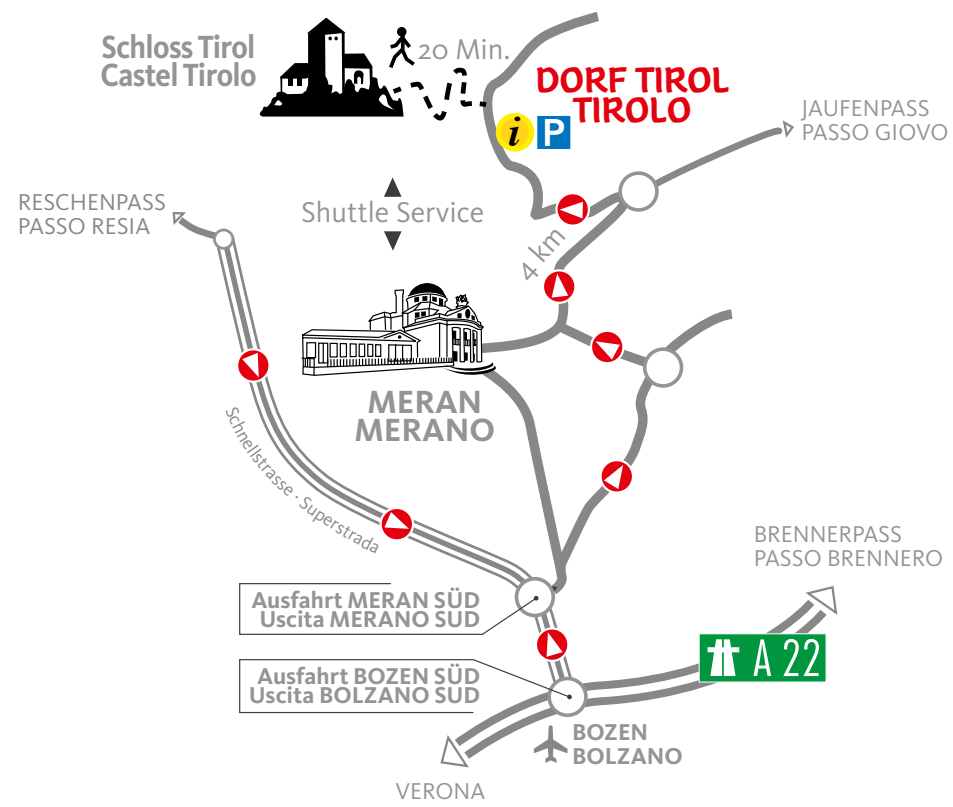 Schloss Tirol
Castel Tirolo
20 Min.
DORF TIROL
TIROLO
i P
JAUFENPASS
PASSO GIOVO
RESCHENPASS
PASSO RESIA
Shuttle Service
4 km
MERAN
MERANO
Schnellstrasse · Superstrada
BRENNERPASS
PASSO BRENNERO
Ausfahrt MERAN SÜD
Uscita MERANO SUD
A 22
Ausfahrt BOZEN SÜD
Uscita BOLZANO SUD
BOZEN
BOLZANO
VERONA